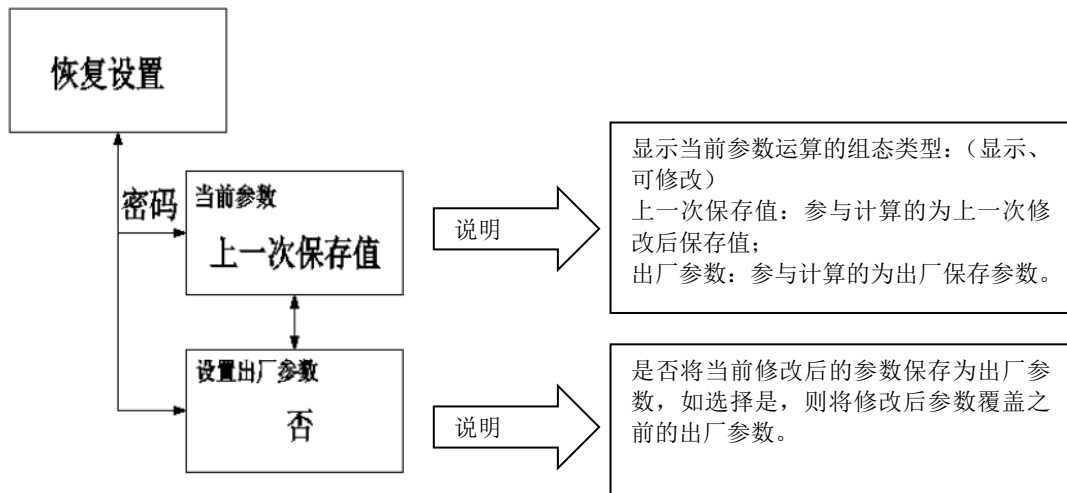 恢复设置
密码
当前参数
上一次保存值
说明
显示当前参数运算的组态类型：（显示、
可修改）
上一次保存值：参与计算的为上一次修
改后保存值；
出厂参数：参与计算的为出厂保存参数。
设置出厂参数
否
说明
是否将当前修改后的参数保存为出厂参
数，如选择是，则将修改后参数覆盖之
前的出厂参数。